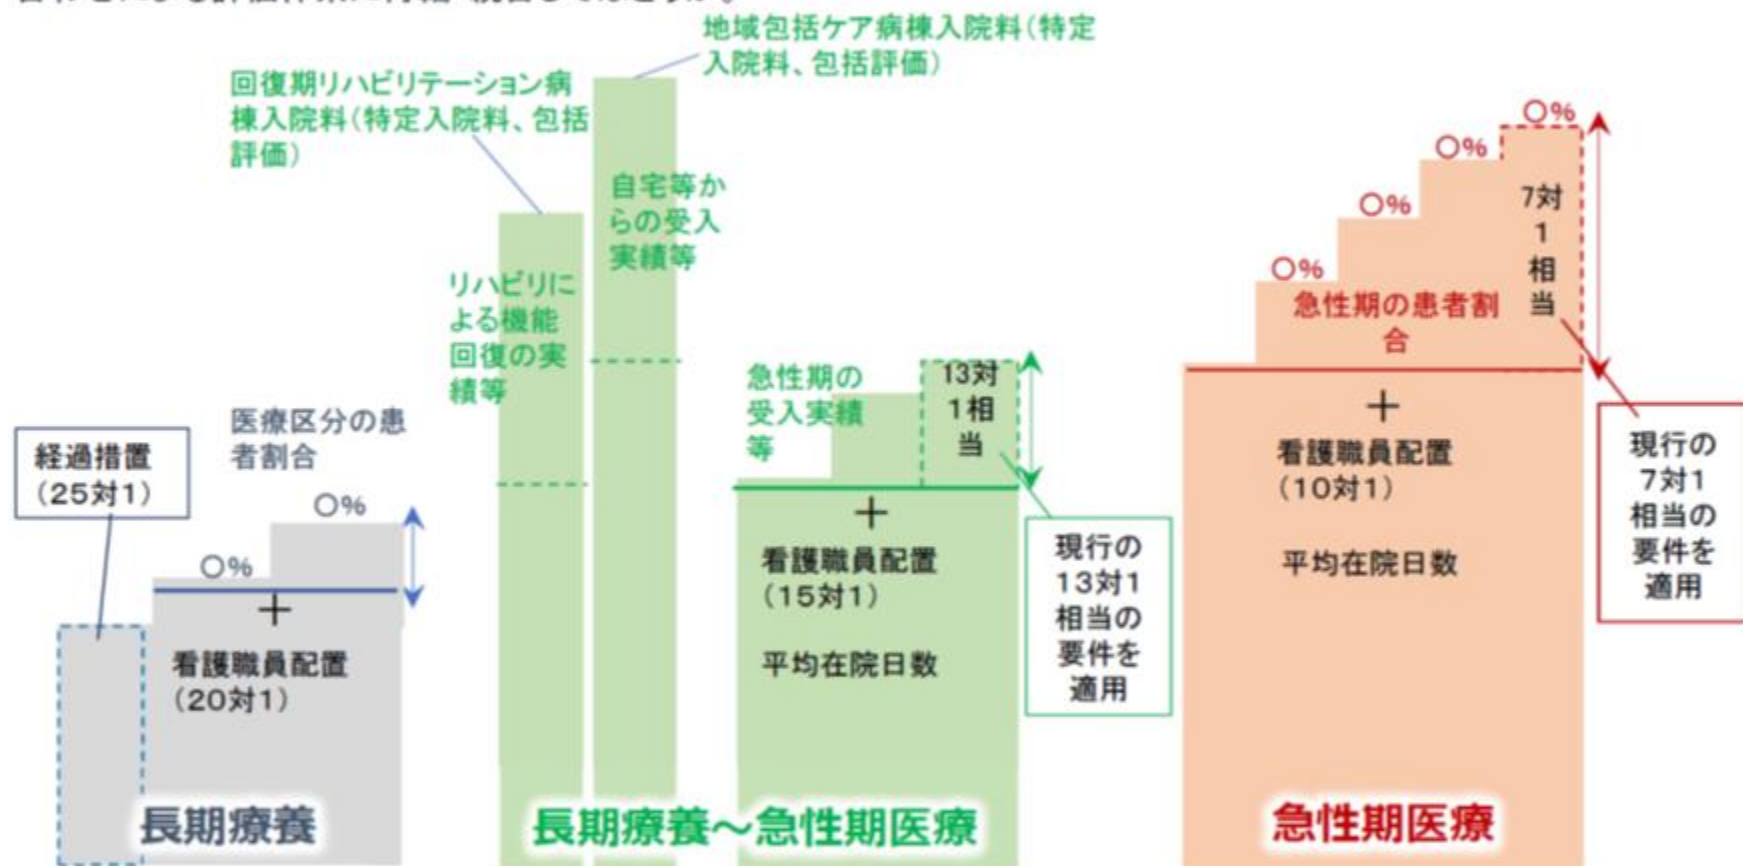 地域包括ケア病棟入院料(特定
入院料、包括評価)
回復期リハビリテーション病
棟入院料(特定入院料、包括
評価)
自宅等か
らの受入
実績等
リハビリに
よる機能
回復の実
績等
医療区分の患
者割合
経過措置
(25対1)
〇%
〇%
+
看護職員配置
(20対1)
長期療養
急性期の
受入実績
等
13対
1相
当
+
看護職員配置
(15対1)
平均在院日数
現行の
13対1
相当の
要件を
適用
長期療養～急性期医療
〇%
〇%
〇%
〇%
7対
1
相
当
急性期の患者割
合
+
看護職員配置
(10対1)
平均在院日数
現行の
7対1
相当の
要件を
適用
急性期医療